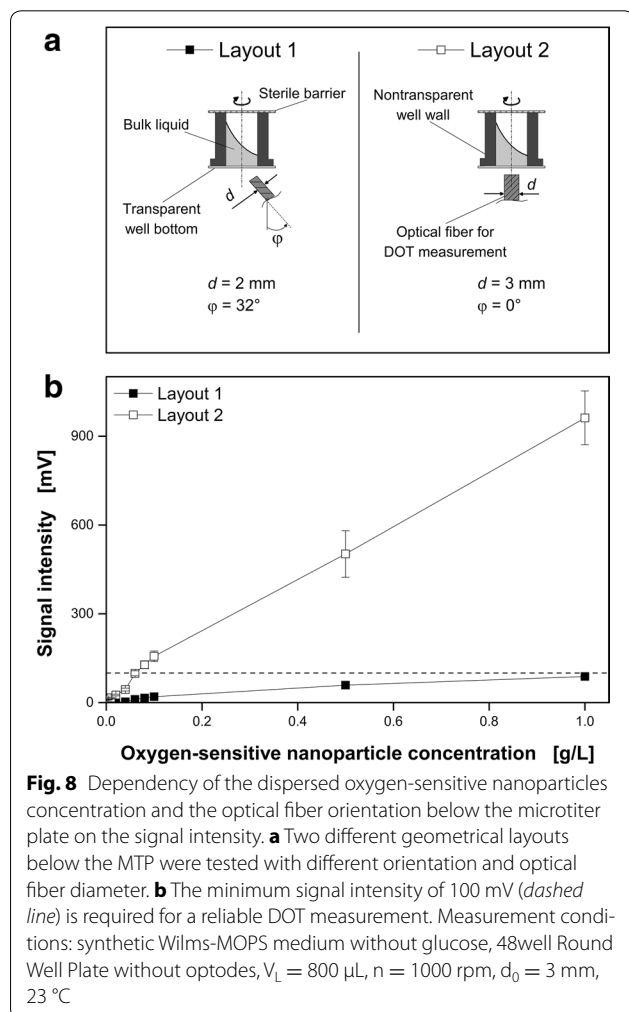 a
Layout 1
Layout 2
Sterile barrier
Bulk liquid
Transparent
well bottom
d
φ
d = 2 mm
φ = 32°
Nontransparent
well wall
d
Optical fiber for
DOT measurement
d = 3 mm
φ = 0°
b
Layout 1
Layout 2
Signal intensity [mV]
900
600
300
0
0.0 0.2 0.4 0.6 0.8 1.0
Oxygen-sensitive nanoparticle concentration [g/L]
Fig. 8 Dependency of the dispersed oxygen-sensitive nanoparticles
concentration and the optical fiber orientation below the microtiter
plate on the signal intensity. a Two different geometrical layouts
below the MTP were tested with different orientation and optical
fiber diameter. b The minimum signal intensity of 100 mV (dashed
line) is required for a reliable DOT measurement. Measurement condi-
tions: synthetic Wilms-MOPS medium without glucose, 48well Round
Well Plate without optodes, V_L = 800 µL, n = 1000 rpm, d₀ = 3 mm,
23 °C